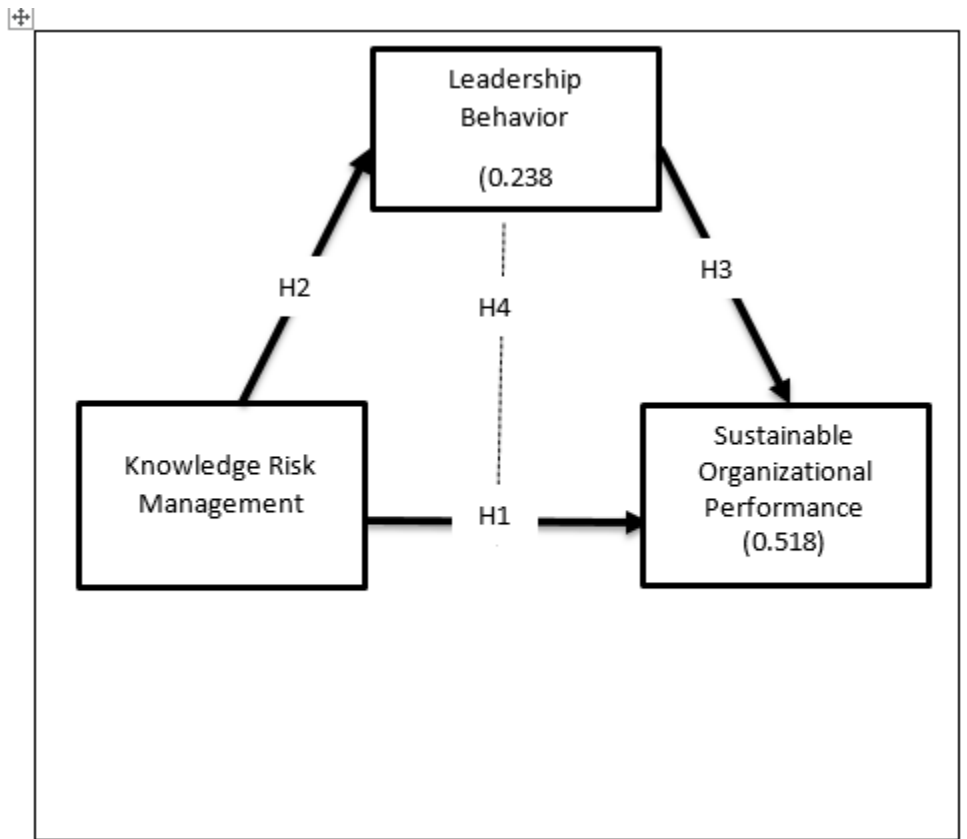 Leadership
Behavior
(0.238
H2
H3
H4
Knowledge Risk
Management
H1
Sustainable
Organizational
Performance
(0.518)